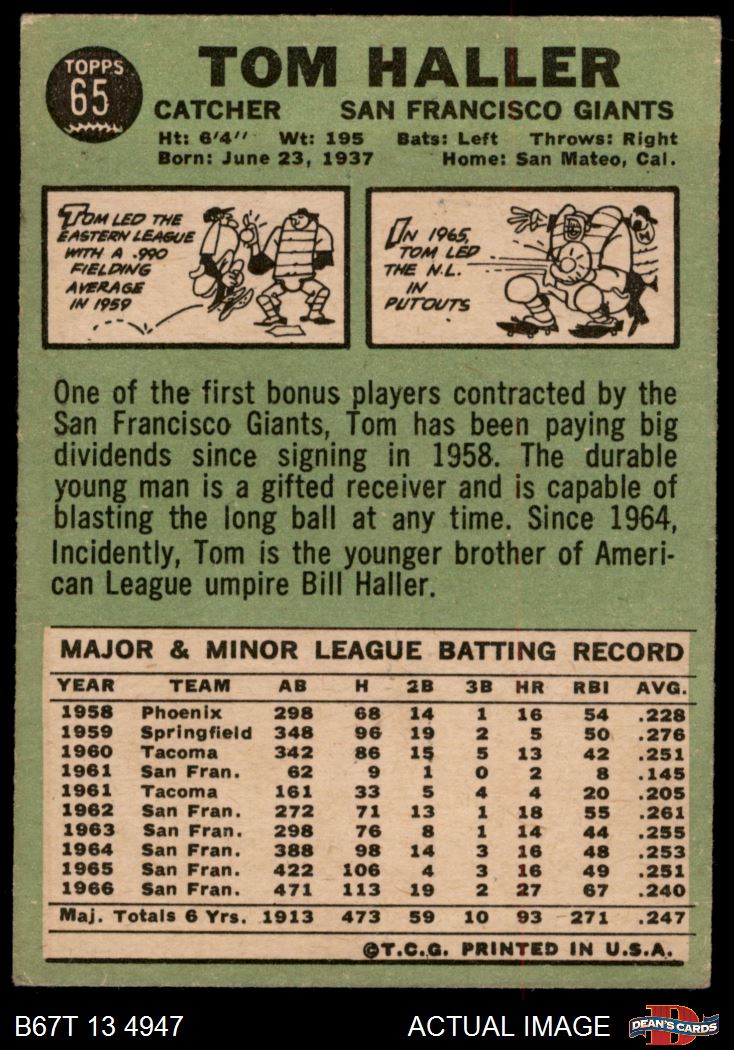 TOPPS
65
TOM HALLER
CATCHER SAN FRANCISCO GIANTS
Ht: 6'4'' Wt: 195 Bats: Left Throws: Right
Born: June 23, 1937 Home: San Mateo, Cal.
TOM LED THE
EASTERN LEAGUE
WITH A .990
FIELDING
AVERAGE
IN 1959
IN 1965,
TOM LED
THE N.L.
IN
PUTOUTS
One of the first bonus players contracted by the
San Francisco Giants, Tom has been paying big
dividends since signing in 1958. The durable
young man is a gifted receiver and is capable of
blasting the long ball at any time. Since 1964,
Incidently, Tom is the younger brother of Ameri-
can League umpire Bill Haller.
MAJOR & MINOR LEAGUE BATTING RECORD
YEAR TEAM AB H 2B 3B HR RBI AVG.
1958 Phoenix 298 68 14 1 16 54 .228
1959 Springfield 348 96 19 2 5 50 .276
1960 Tacoma 342 86 15 5 13 42 .251
1961 San Fran. 62 9 1 0 2 8 .145
1961 Tacoma 161 33 5 4 4 20 .205
1962 San Fran. 272 71 13 1 18 55 .261
1963 San Fran. 298 76 8 1 14 44 .255
1964 San Fran. 388 98 14 3 16 48 .253
1965 San Fran. 422 106 4 3 16 49 .251
1966 San Fran. 471 113 19 2 27 67 .240
Maj. Totals 6 Yrs. 1913 473 59 10 93 271 .247
©T.C.G. PRINTED IN U.S.A.
B67T 13 4947 ACTUAL IMAGE
D
DEAN'S CARDS